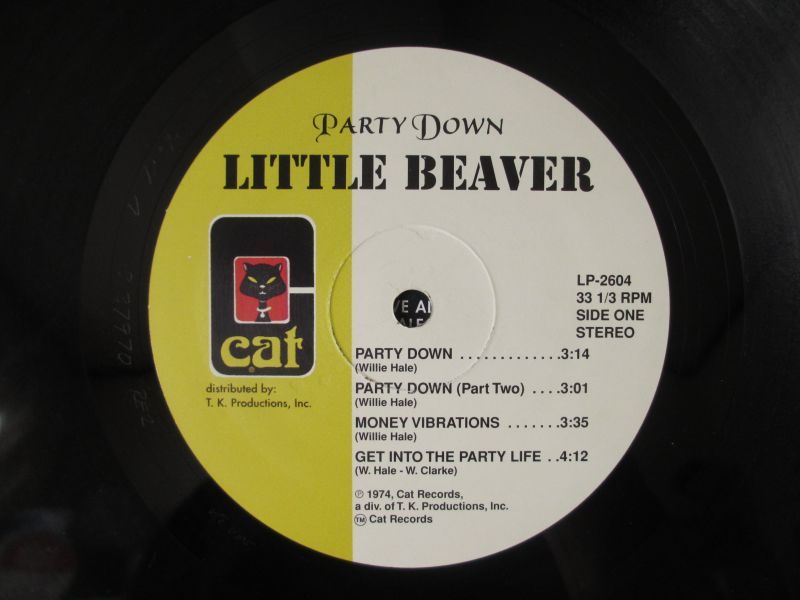 PARTY DOWN
LITTLE BEAVER
cat
distributed by:
T. K. Productions, Inc.
LP-2604
33 1/3 RPM
SIDE ONE
STEREO
PARTY DOWN . . . . . . . . . . . . .3:14
(Willie Hale)
PARTY DOWN (Part Two) . . . .3:01
(Willie Hale)
MONEY VIBRATIONS . . . . . . .3:35
(Willie Hale)
GET INTO THE PARTY LIFE . .4:12
(W. Hale - W. Clarke)
℗ 1974, Cat Records,
a div. of T. K. Productions, Inc.
TM Cat Records